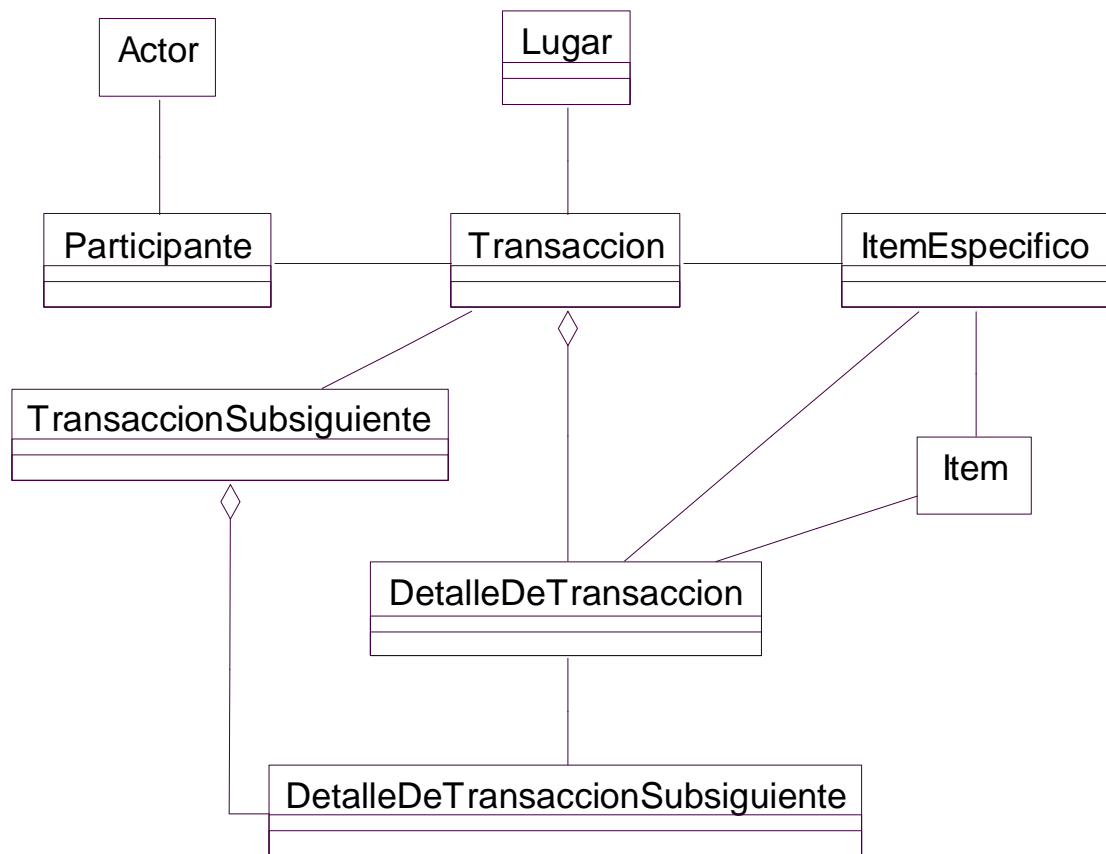 Actor
Lugar
Participante
Transaccion
ItemEspecifico
TransaccionSubsiguiente
Item
DetalleDeTransaccion
DetalleDeTransaccionSubsiguiente